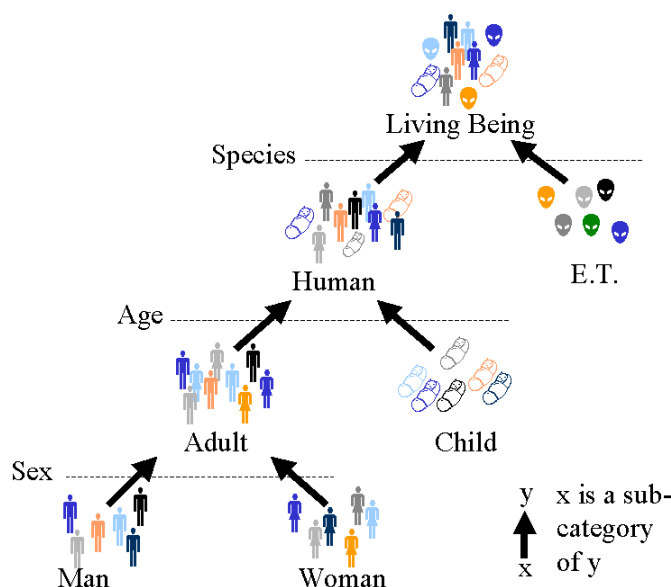 Living Being
Species
Human
E.T.
Age
Adult
Child
Sex
Man
Woman
y
x
x is a sub-
category
of y